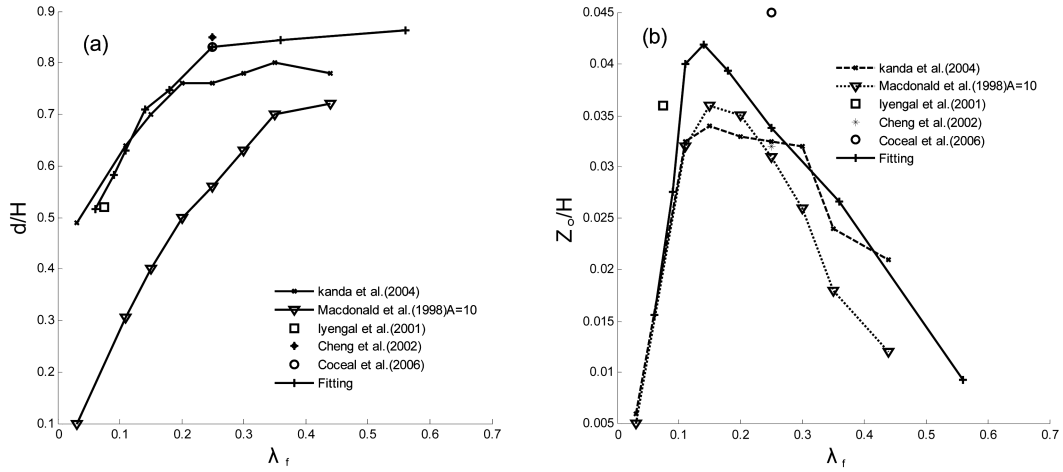 (a)
d/H
0.9
0.8
0.7
0.6
0.5
0.4
0.3
0.2
0.1
0
0.1
0.2
0.3
0.4
0.5
0.6
0.7
λ f
kanda et al.(2004)
Macdonald et al.(1998)A=10
Iyengal et al.(2001)
Cheng et al.(2002)
Coceal et al.(2006)
Fitting
(b)
Zo/H
0.045
0.04
0.035
0.03
0.025
0.02
0.015
0.01
0.005
0
0.1
0.2
0.3
0.4
0.5
0.6
0.7
λ f
kanda et al.(2004)
Macdonald et al.(1998)A=10
Iyengal et al.(2001)
Cheng et al.(2002)
Coceal et al.(2006)
Fitting